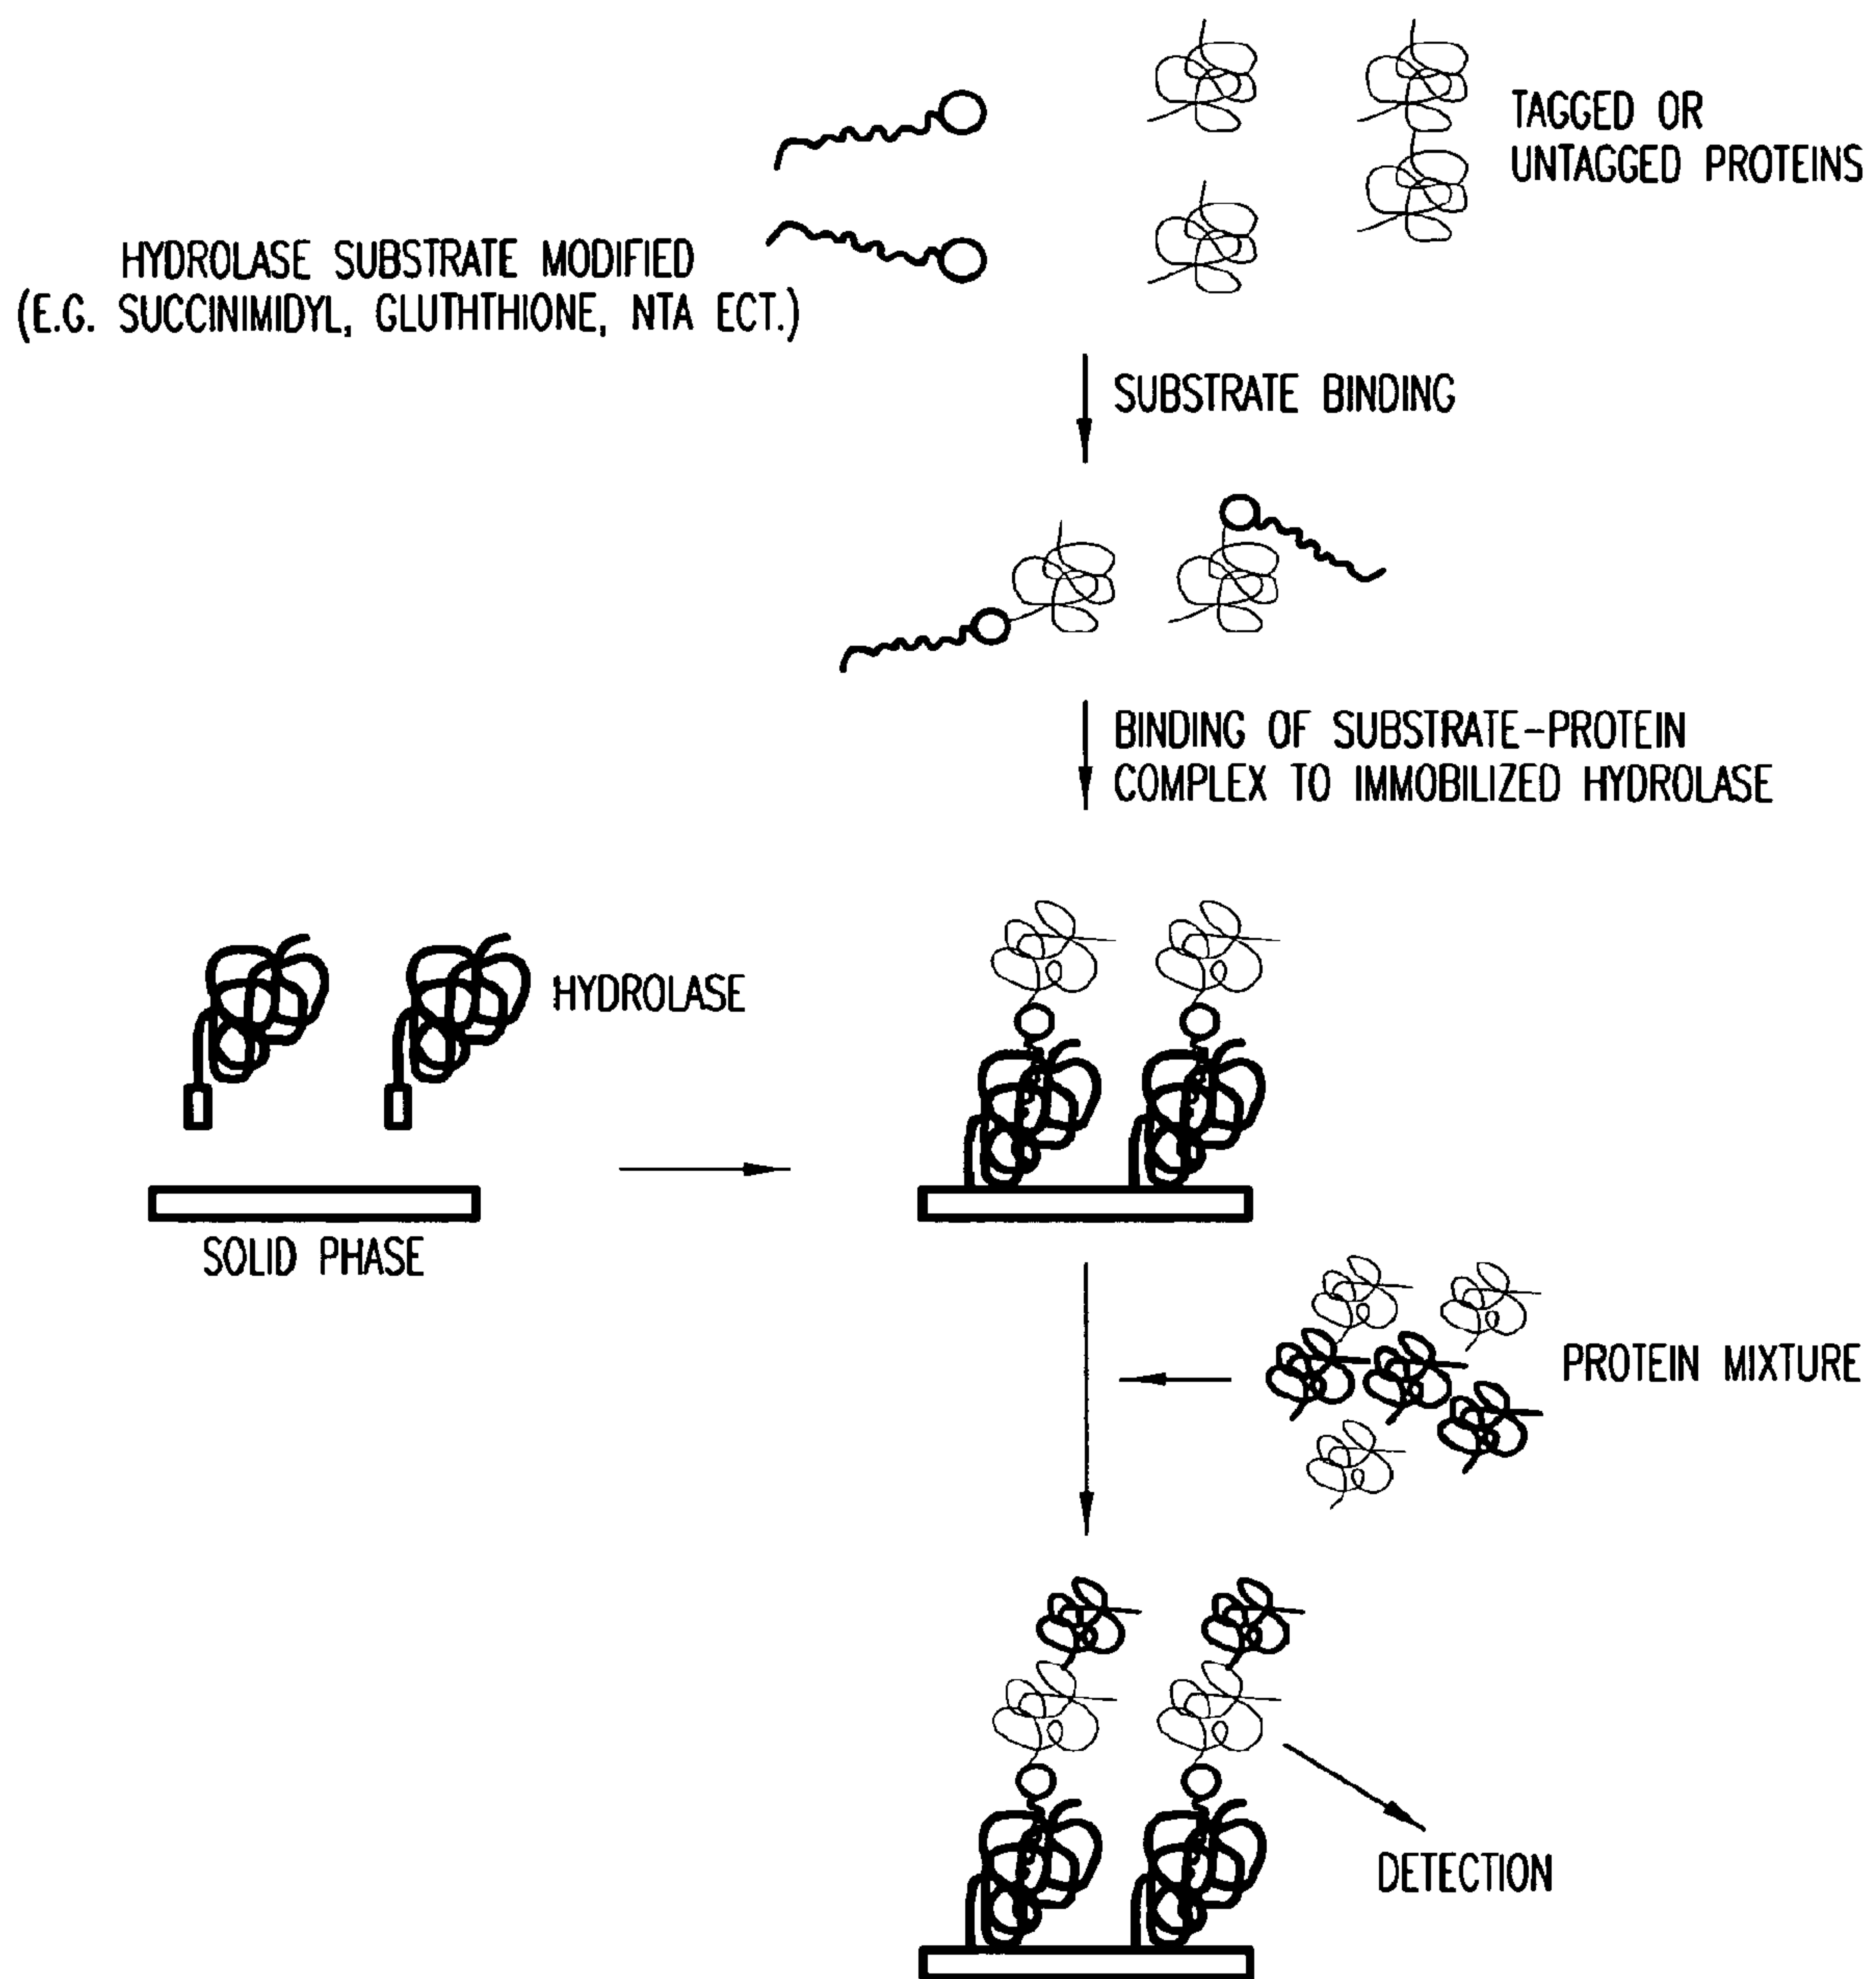 TAGGED OR
UNTAGGED PROTEINS
HYDROLASE SUBSTRATE MODIFIED
(E.G. SUCCINIMIDYL, GLUTHTHIONE, NTA ECT.)
SUBSTRATE BINDING
BINDING OF SUBSTRATE-PROTEIN
COMPLEX TO IMMOBILIZED HYDROLASE
HYDROLASE
SOLID PHASE
PROTEIN MIXTURE
DETECTION